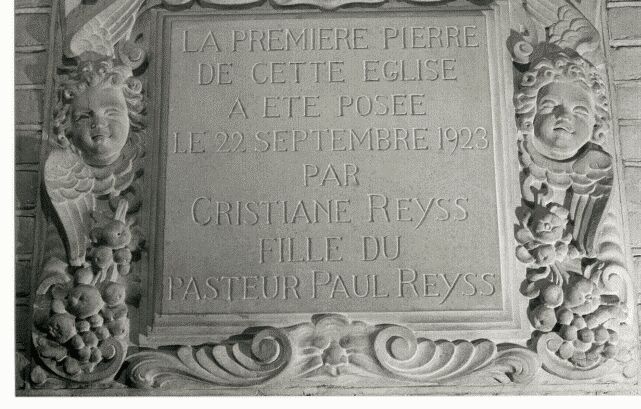 LA PREMIERE PIERRE
DE CETTE EGLISE
A ETE POSEE
LE 22 SEPTEMBRE 1923
PAR
CRISTIANE REYSS
FILLE DU
PASTEUR PAUL REYSS